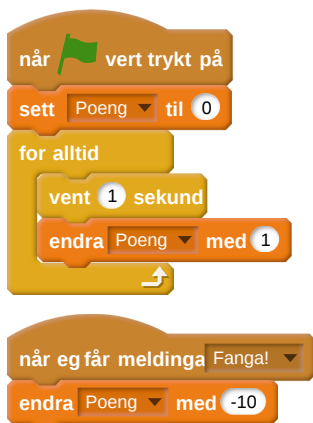 når vert trykt på
sett Poeng til 0
for alltid
vent 1 sekund
endra Poeng med 1
når eg får meldinga Fanga!
endra Poeng med -10